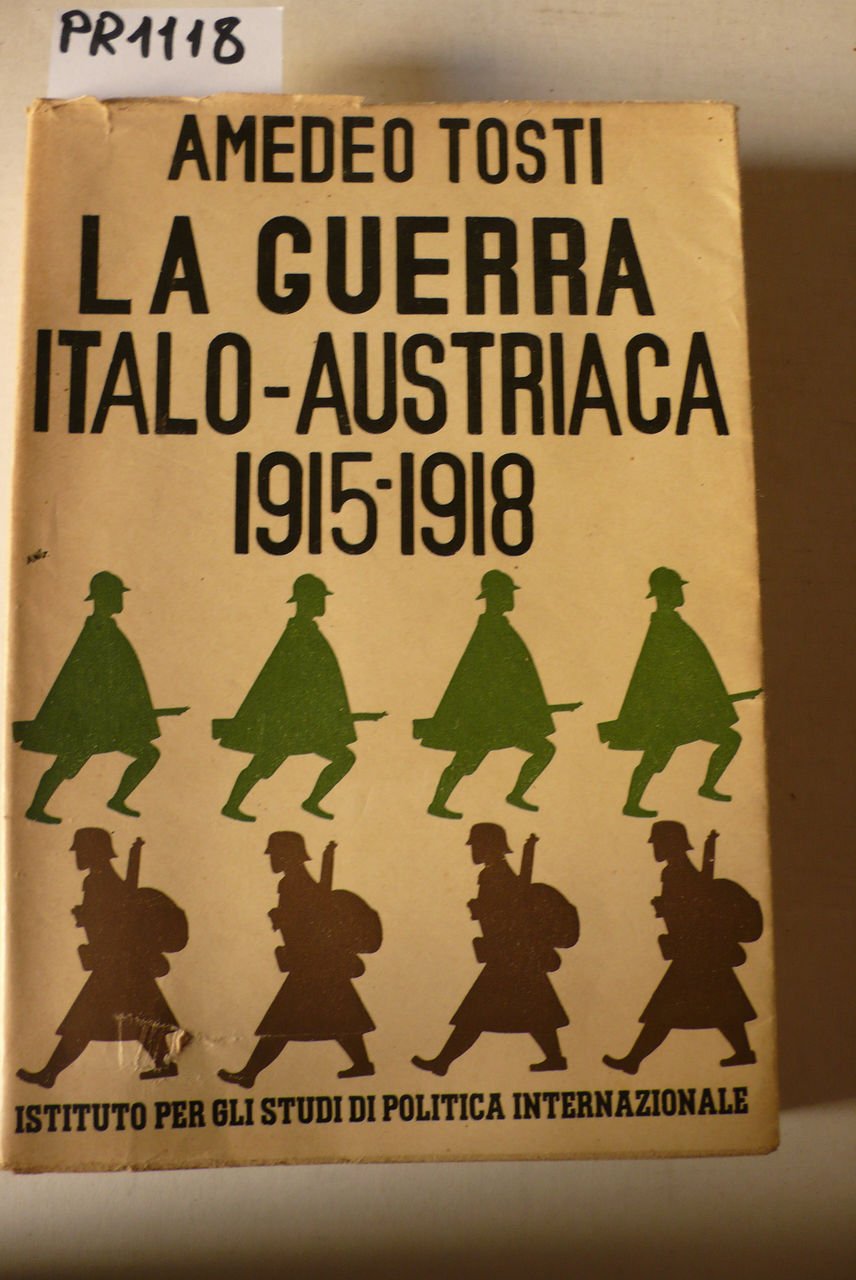 PR1118
AMEDEO TOSTI
LA GUERRA
ITALO-AUSTRIACA
1915-1918
ISTITUTO PER GLI STUDI DI POLITICA INTERNAZIONALE